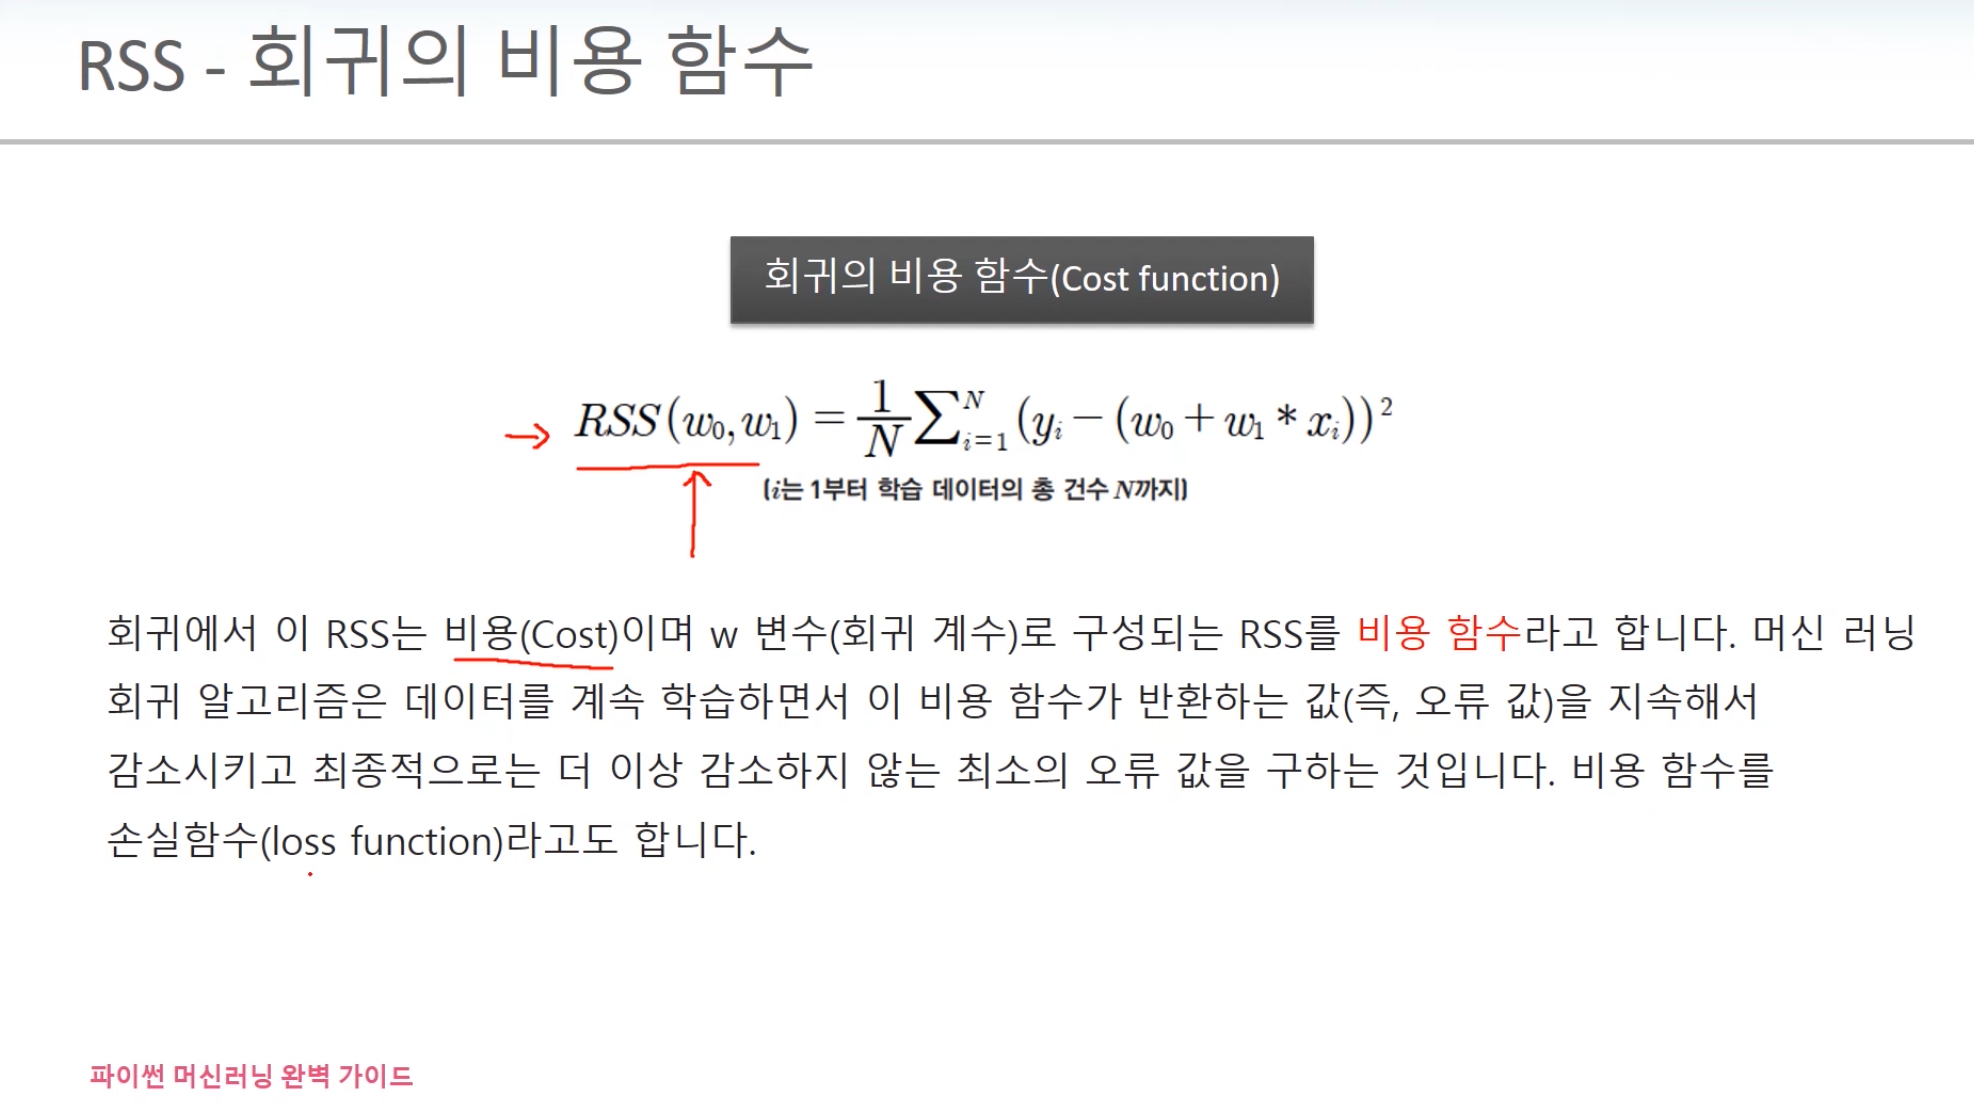 RSS - 회귀의 비용 함수
회귀의 비용 함수(Cost function)
RSS(w₀,w₁) = 1/N ∑ᵢ₌₁ᴺ (yᵢ − (w₀ + w₁ * xᵢ))²
(i는 1부터 학습 데이터의 총 건수 N까지)
회귀에서 이 RSS는 비용(Cost)이며 w 변수(회귀 계수)로 구성되는 RSS를 비용 함수라고 합니다. 머신 러닝
회귀 알고리즘은 데이터를 계속 학습하면서 이 비용 함수가 반환하는 값(즉, 오류 값)을 지속해서
감소시키고 최종적으로는 더 이상 감소하지 않는 최소의 오류 값을 구하는 것입니다. 비용 함수를
손실함수(loss function)라고도 합니다.
파이썬 머신러닝 완벽 가이드